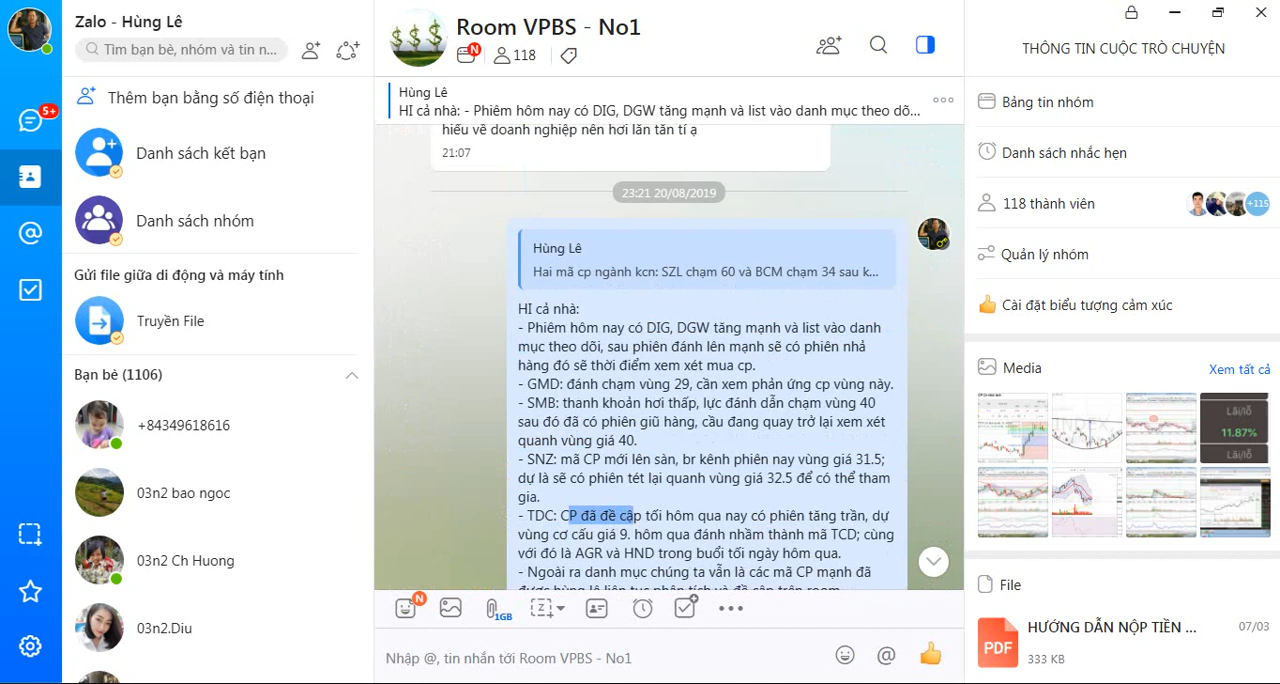 Zalo - Hùng Lê
Tìm bạn bè, nhóm và tin n...
5+
Thêm bạn bằng số điện thoại
Danh sách kết bạn
Danh sách nhóm
Gửi file giữa di động và máy tính
Truyền File
Bạn bè (1106)
+84349618616
03n2 bao ngoc
03n2 Ch Huong
03n2.Diu
Room VPBS - No1
N
118
Hùng Lê
HI cả nhà: - Phiêm hôm nay có DIG, DGW tăng mạnh và list vào danh mục theo dõ...
hiểu về doanh nghiệp nên hơi lăn tăn tí ạ
21:07
23:21 20/08/2019
Hùng Lê
Hai mã cp ngành kcn: SZL chạm 60 và BCM chạm 34 sau k...
HI cả nhà:
- Phiêm hôm nay có DIG, DGW tăng mạnh và list vào danh
mục theo dõi, sau phiên đánh lên mạnh sẽ có phiên nhả
hàng đó sẽ thời điểm xem xét mua cp.
- GMD: đánh chạm vùng 29, cần xem phản ứng cp vùng này.
- SMB: thanh khoản hơi thấp, lực đánh dẫn chạm vùng 40
sau đó đã có phiên giũ hàng, cầu đang quay trở lại xem xét
quanh vùng giá 40.
- SNZ: mã CP mới lên sàn, br kênh phiên nay vùng giá 31.5;
dự là sẽ có phiên tét lại quanh vùng giá 32.5 để có thể tham
gia.
- TDC: CP đã đề cập tối hôm qua nay có phiên tăng trần, dự
vùng cơ cấu giá 9. hôm qua đánh nhầm thành mã TCD; cùng
với đó là AGR và HND trong buổi tối ngày hôm qua.
- Ngoài ra danh mục chúng ta vẫn là các mã CP mạnh đã
được hùng lê liên tục phân tích và đề cập trên room
N
1GB
Nhập @, tin nhắn tới Room VPBS - No1
THÔNG TIN CUỘC TRÒ CHUYỆN
Bảng tin nhóm
Danh sách nhắc hẹn
118 thành viên
+115
Quản lý nhóm
Cài đặt biểu tượng cảm xúc
Media
Xem tất cả
Lãi/lỗ
11.87%
Lãi/lỗ
File
PDF
HƯỚNG DẪN NỘP TIỀN ...
07/03
333 KB